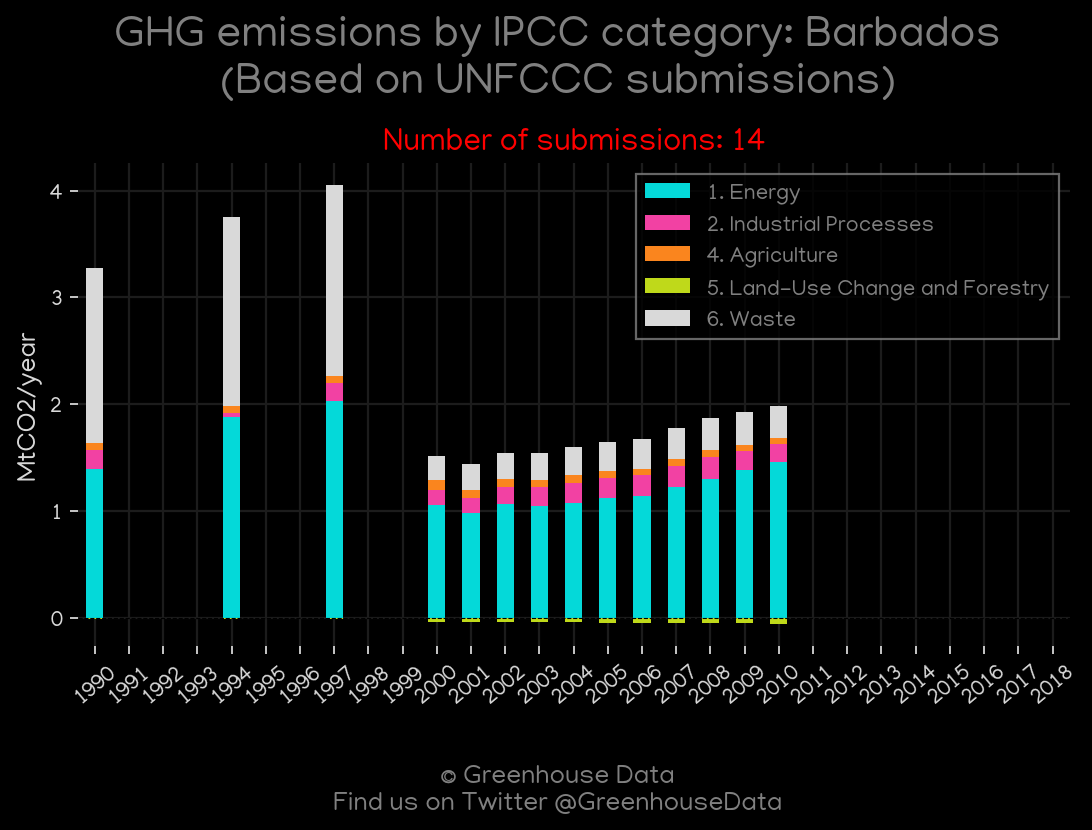 GHG emissions by IPCC category: Barbados
(Based on UNFCCC submissions)
Number of submissions: 14
1. Energy
2. Industrial Processes
4. Agriculture
5. Land-Use Change and Forestry
6. Waste
MtCO2/year
4
3
2
1
0
1990 1991 1992 1993 1994 1995 1996 1997 1998 1999 2000 2001 2002 2003 2004 2005 2006 2007 2008 2009 2010 2011 2012 2013 2014 2015 2016 2017 2018
© Greenhouse Data
Find us on Twitter @GreenhouseData